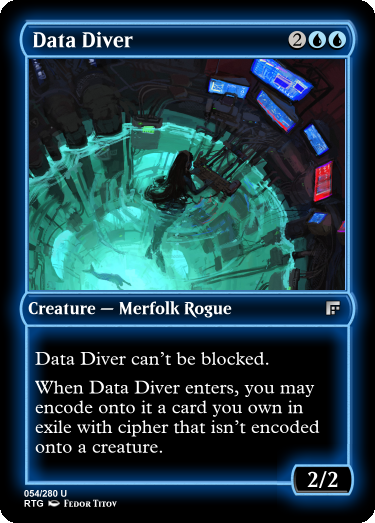 Data Diver 2
Creature — Merfolk Rogue
Data Diver can't be blocked.
When Data Diver enters, you may
encode onto it a card you own in
exile with cipher that isn't encoded
onto a creature.
2/2
054/280 U
RTG Fedor Titov